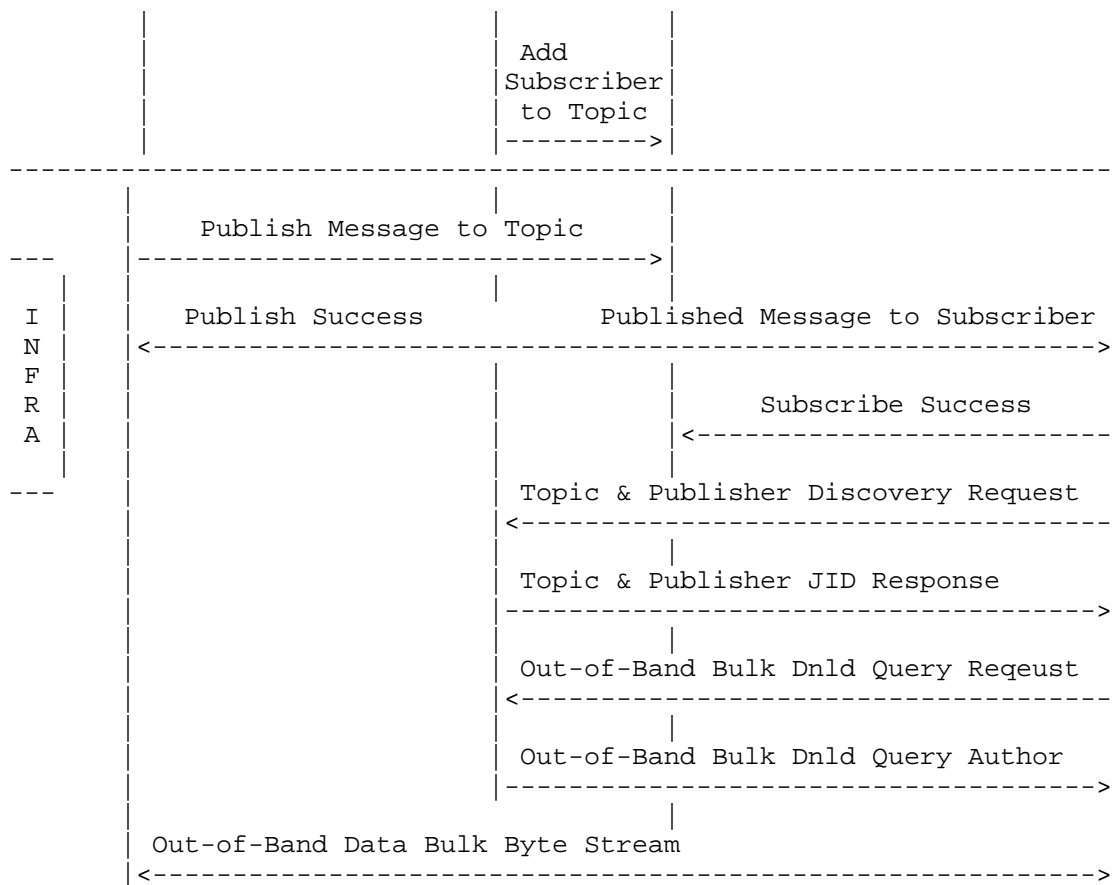 Add
Subscriber
to Topic
Publish Message to Topic
Publish Success Published Message to Subscriber
Subscribe Success
INFRA
Topic & Publisher Discovery Request
Topic & Publisher JID Response
Out-of-Band Bulk Dnld Query Reqeust
Out-of-Band Bulk Dnld Query Author
Out-of-Band Data Bulk Byte Stream